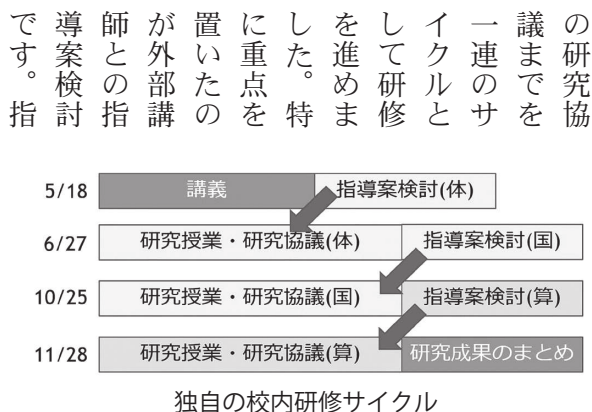 の研究協
議までを
一連のサ
イクルと
して研修
を進めま
した。特
に重点を
置いたの
が外部講
師との指
導案検討
です。指
5/18 講義 指導案検討(体)
6/27 研究授業・研究協議(体) 指導案検討(国)
10/25 研究授業・研究協議(国) 指導案検討(算)
11/28 研究授業・研究協議(算) 研究成果のまとめ
独自の校内研修サイクル